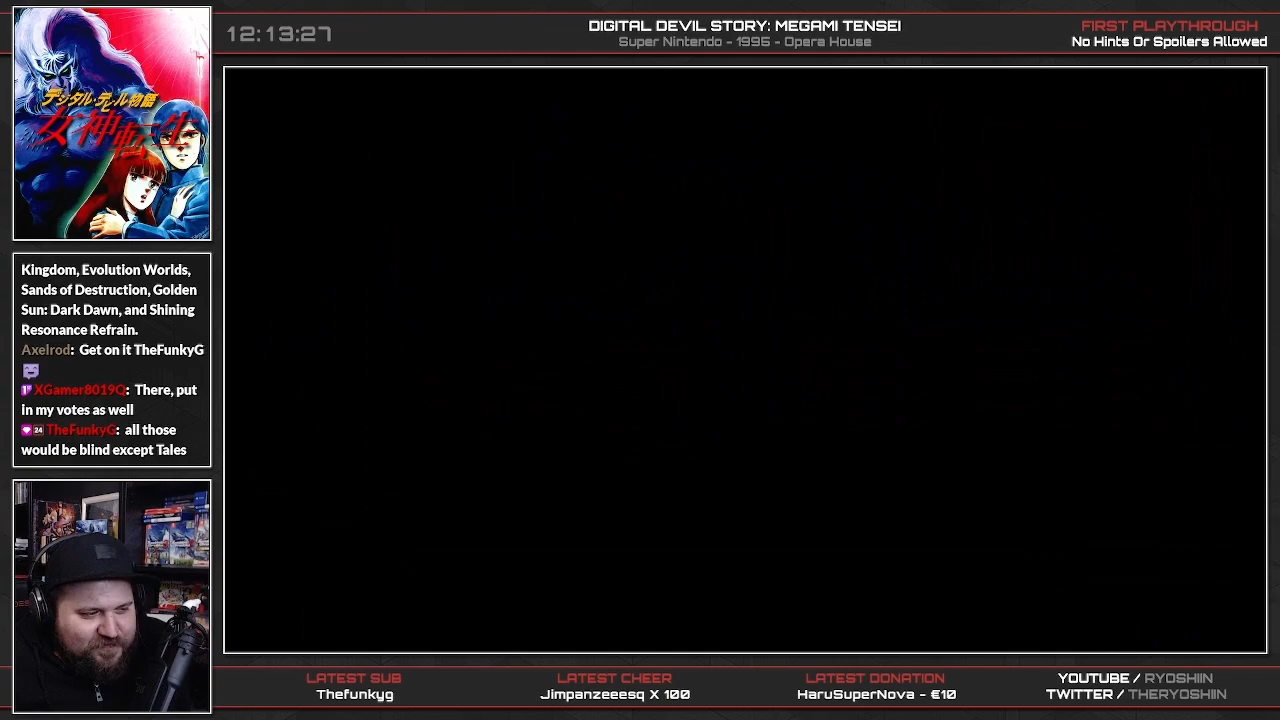 12:13:27
DIGITAL DEVIL STORY: MEGAMI TENSEI
Super Nintendo - 1995 - Opera House
FIRST PLAYTHROUGH
No Hints Or Spoilers Allowed
デジタル・デビル物語
女神転生
Kingdom, Evolution Worlds,
Sands of Destruction, Golden
Sun: Dark Dawn, and Shining
Resonance Refrain.
Axelrod: Get on it TheFunkyG
XGamer8019Q: There, put
in my votes as well
24 TheFunkyG: all those
would be blind except Tales
LATEST SUB
Thefunkyg
LATEST CHEER
Jimpanzeeesq X 100
LATEST DONATION
HaruSuperNova - €10
YOUTUBE / RYOSHIIN
TWITTER / THERYOSHIIN